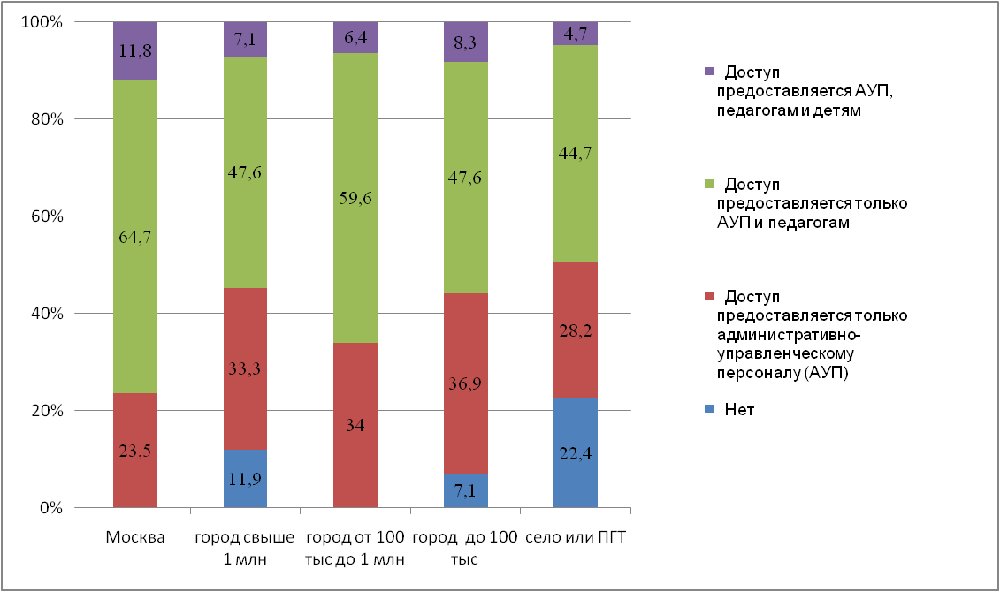 100%
80%
60%
40%
20%
0%
11,8
64,7
23,5
7,1
47,6
33,3
11,9
6,4
59,6
34
8,3
47,6
36,9
7,1
4,7
44,7
28,2
22,4
Москва
город свыше
1 млн
город от 100
тыс до 1 млн
город до 100
тыс
село или ПГТ
Доступ
предоставляется АУП,
педагогам и детям
Доступ
предоставляется только
АУП и педагогам
Доступ
предоставляется только
административно-
управленческому
персоналу (АУП)
Нет